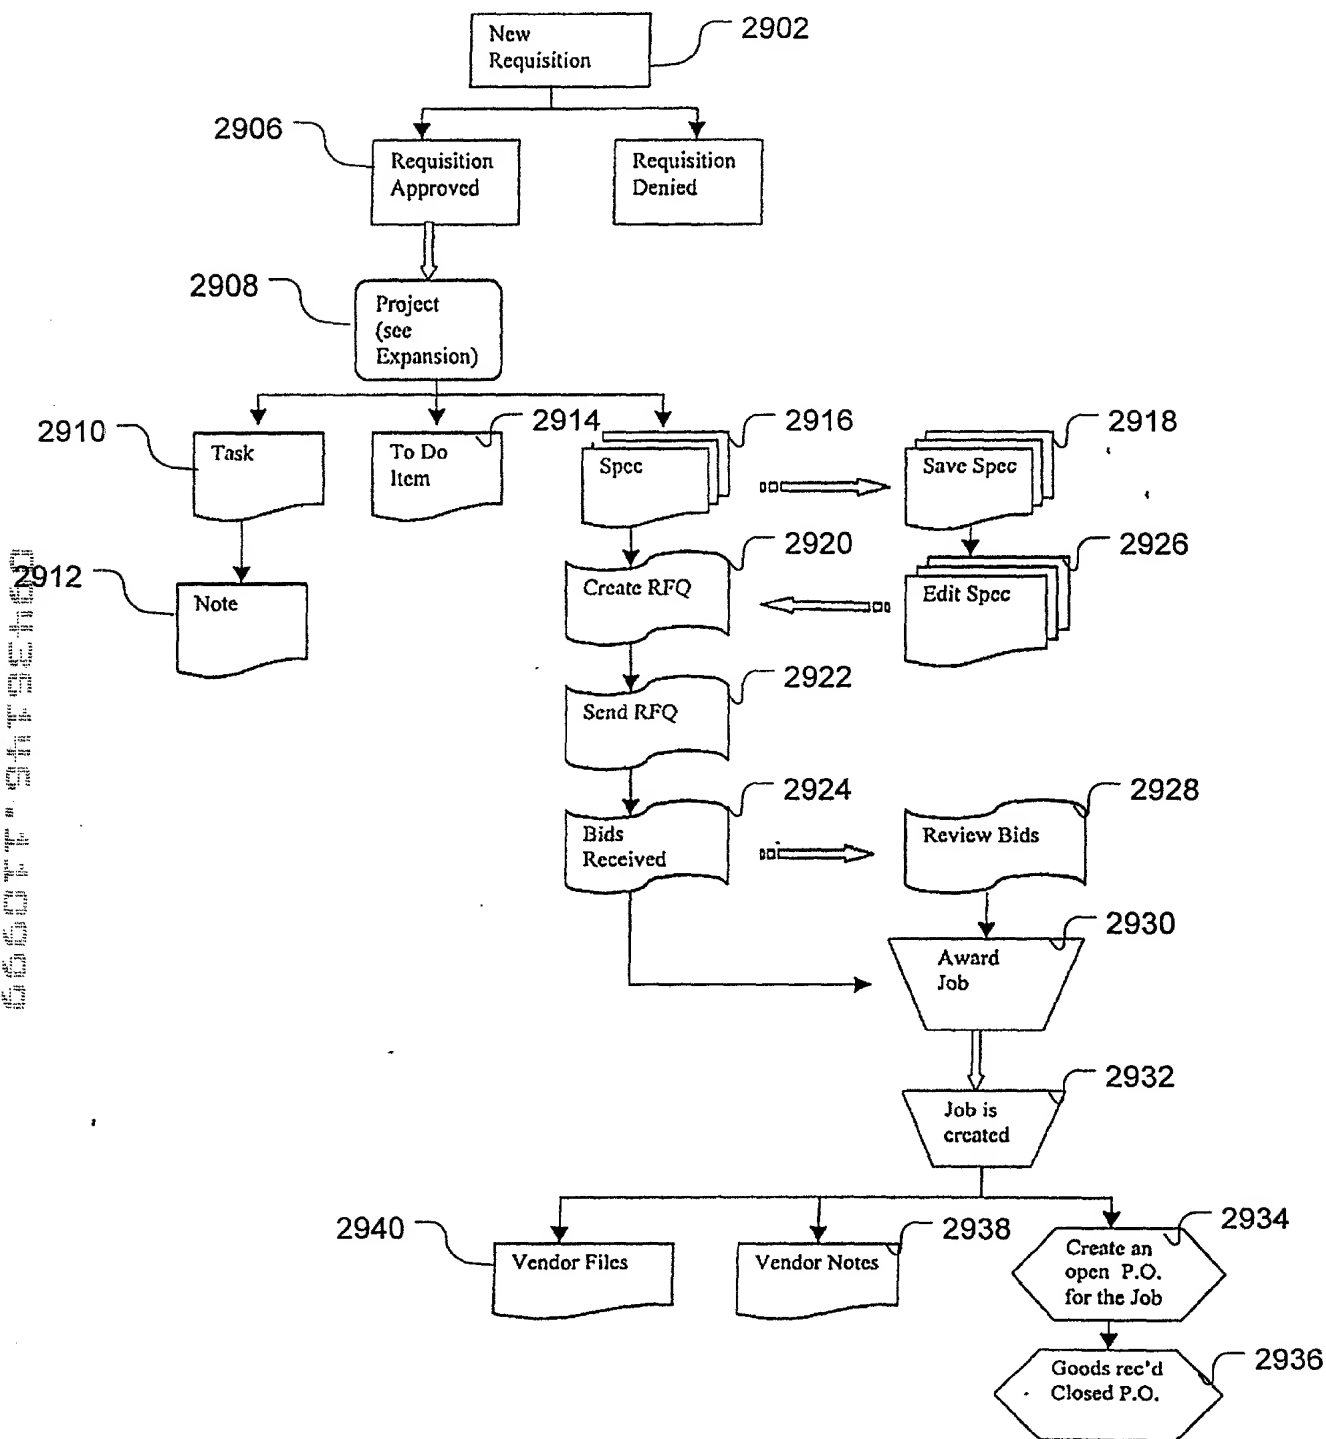 New
Requisition
2902
2906
Requisition
Approved
Requisition
Denied
2908
Project
(see
Expansion)
2910
Task
To Do
Item
2914
Spec
2916
Save Spec
2918
2912
Note
Create RFQ
2920
Edit Spec
2926
Send RFQ
2922
Bids
Received
2924
Review Bids
2928
Award
Job
2930
Job is
created
2932
2940
Vendor Files
Vendor Notes
2938
Create an
open P.O.
for the Job
2934
Goods rec'd
Closed P.O.
2936